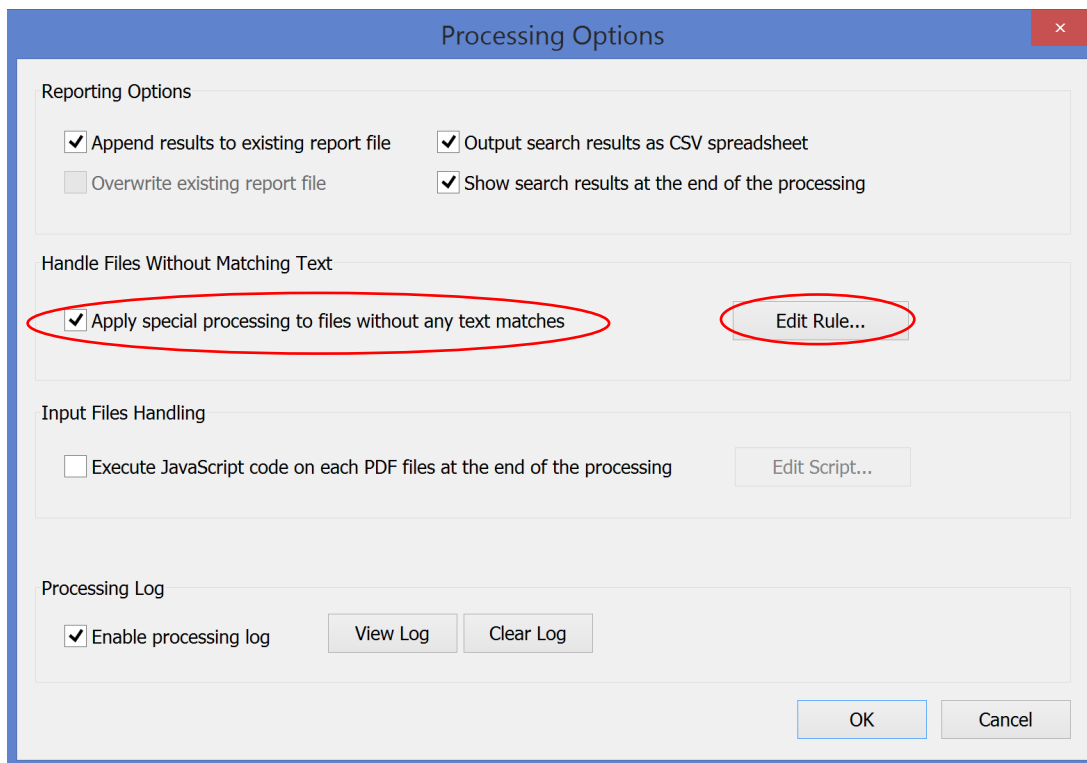 Processing Options
Reporting Options
Append results to existing report file
Output search results as CSV spreadsheet
Overwrite existing report file
Show search results at the end of the processing
Handle Files Without Matching Text
Apply special processing to files without any text matches
Edit Rule...
Input Files Handling
Execute JavaScript code on each PDF files at the end of the processing
Edit Script...
Processing Log
Enable processing log
View Log
Clear Log
OK
Cancel